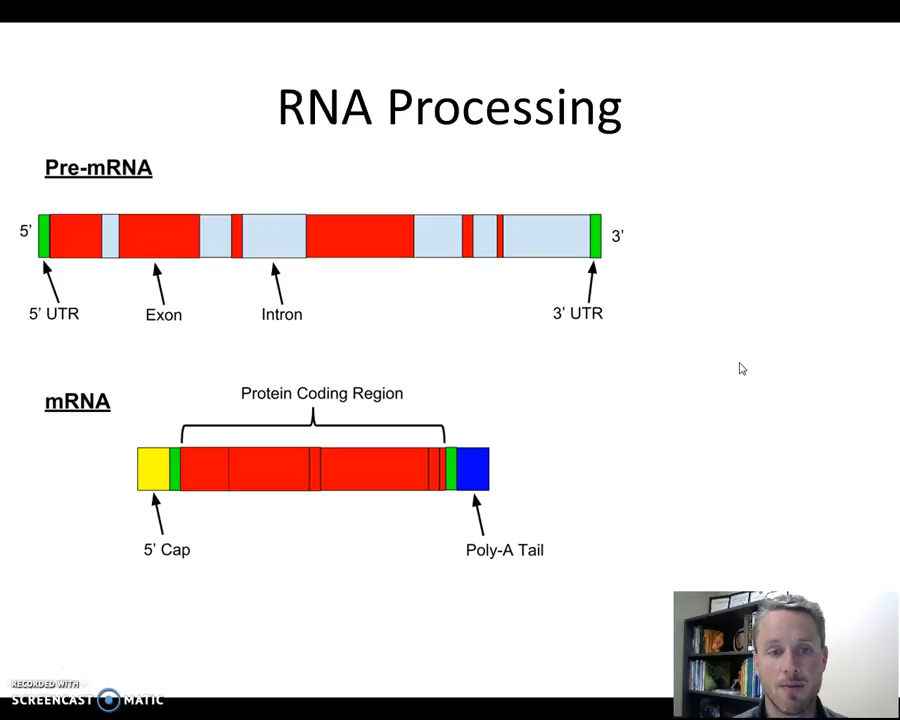 RNA Processing
Pre-mRNA
5’
3’
5’ UTR
Exon
Intron
3’ UTR
Protein Coding Region
mRNA
5’ Cap
Poly-A Tail
RECORDED WITH
SCREENCAST MATIC